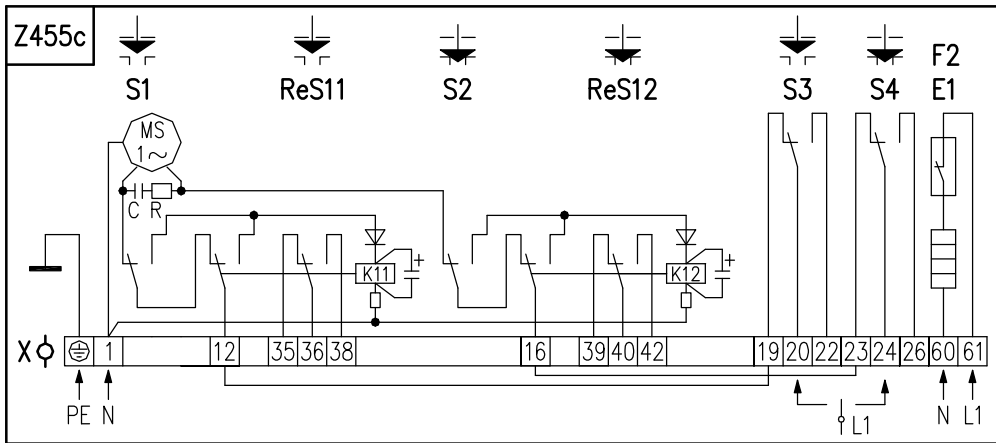 Z455c
S1 ReS11 S2 ReS12 S3 S4 F2
E1
MS
1~
C R
K11 + K12 +
X 1 12 35 36 38 16 39 40 42 19 20 22 23 24 26 60 61
PE N L1 N L1